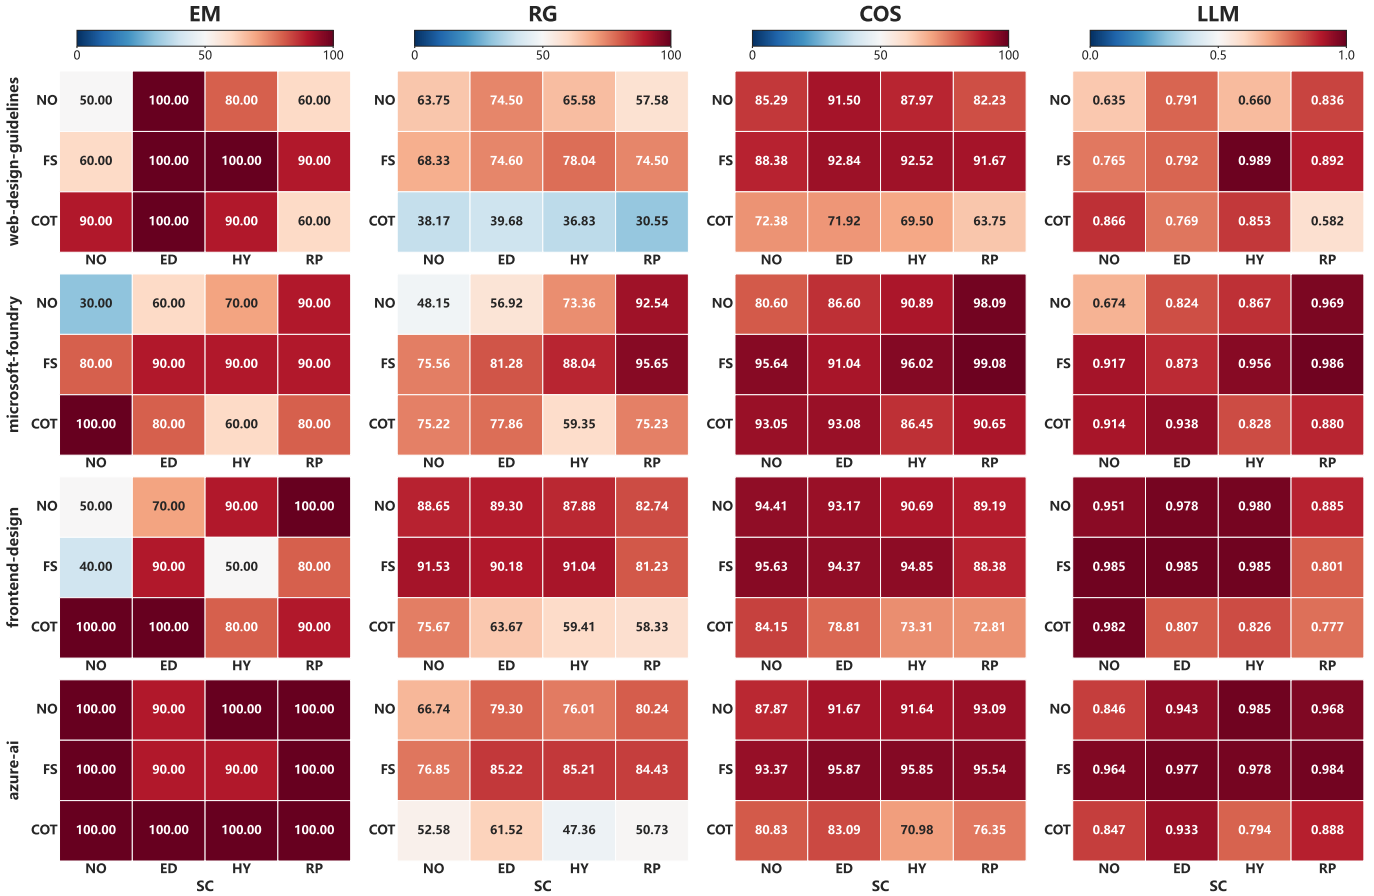 EM RG COS LLM
0 50 100 0 50 100 0 50 100 0.0 0.5 1.0
web-design-guidelines
NO 50.00 100.00 80.00 60.00 NO 63.75 74.50 65.58 57.58 NO 85.29 91.50 87.97 82.23 NO 0.635 0.791 0.660 0.836
FS 60.00 100.00 100.00 90.00 FS 68.33 74.60 78.04 74.50 FS 88.38 92.84 92.52 91.67 FS 0.765 0.792 0.989 0.892
COT 90.00 100.00 90.00 60.00 COT 38.17 39.68 36.83 30.55 COT 72.38 71.92 69.50 63.75 COT 0.866 0.769 0.853 0.582
NO ED HY RP NO ED HY RP NO ED HY RP NO ED HY RP
microsoft-foundry
NO 30.00 60.00 70.00 90.00 NO 48.15 56.92 73.36 92.54 NO 80.60 86.60 90.89 98.09 NO 0.674 0.824 0.867 0.969
FS 80.00 90.00 90.00 90.00 FS 75.56 81.28 88.04 95.65 FS 95.64 91.04 96.02 99.08 FS 0.917 0.873 0.956 0.986
COT 100.00 80.00 60.00 80.00 COT 75.22 77.86 59.35 75.23 COT 93.05 93.08 86.45 90.65 COT 0.914 0.938 0.828 0.880
NO ED HY RP NO ED HY RP NO ED HY RP NO ED HY RP
frontend-design
NO 50.00 70.00 90.00 100.00 NO 88.65 89.30 87.88 82.74 NO 94.41 93.17 90.69 89.19 NO 0.951 0.978 0.980 0.885
FS 40.00 90.00 50.00 80.00 FS 91.53 90.18 91.04 81.23 FS 95.63 94.37 94.85 88.38 FS 0.985 0.985 0.985 0.801
COT 100.00 100.00 80.00 90.00 COT 75.67 63.67 59.41 58.33 COT 84.15 78.81 73.31 72.81 COT 0.982 0.807 0.826 0.777
NO ED HY RP NO ED HY RP NO ED HY RP NO ED HY RP
azure-ai
NO 100.00 90.00 100.00 100.00 NO 66.74 79.30 76.01 80.24 NO 87.87 91.67 91.64 93.09 NO 0.846 0.943 0.985 0.968
FS 100.00 90.00 90.00 100.00 FS 76.85 85.22 85.21 84.43 FS 93.37 95.87 95.85 95.54 FS 0.964 0.977 0.978 0.984
COT 100.00 100.00 100.00 100.00 COT 52.58 61.52 47.36 50.73 COT 80.83 83.09 70.98 76.35 COT 0.847 0.933 0.794 0.888
NO ED HY RP NO ED HY RP NO ED HY RP NO ED HY RP
SC SC SC SC